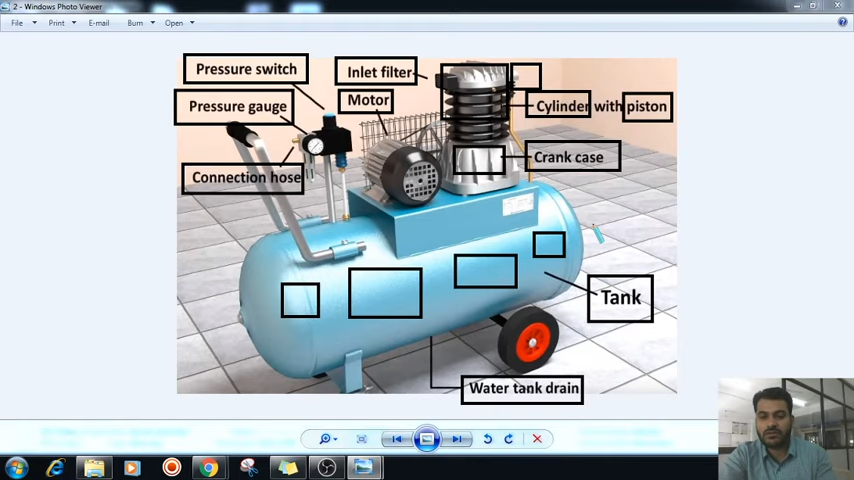 2 - Windows Photo Viewer
File Print E-mail Burn Open
Pressure switch
Inlet filter
Pressure gauge
Motor
Cylinder with piston
Crank case
Connection hose
Tank
Water tank drain